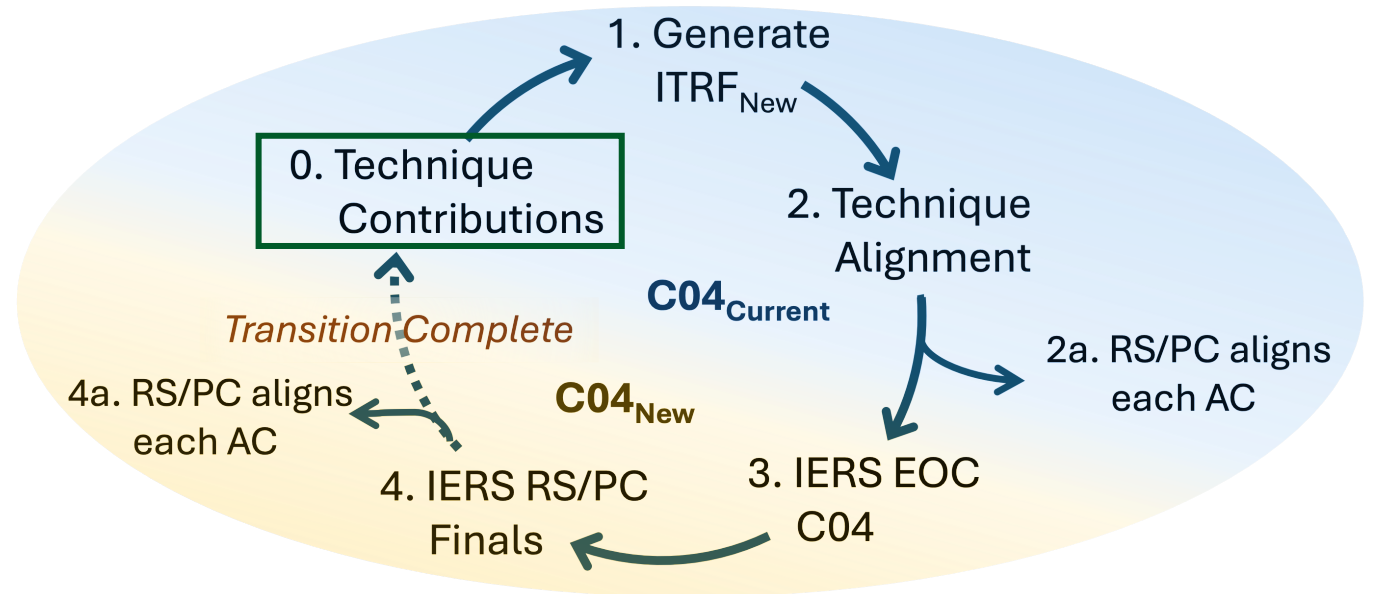 1. Generate
ITRFNew
0. Technique
Contributions
2. Technique
Alignment
C04Current
Transition Complete
2a. RS/PC aligns
each AC
4a. RS/PC aligns
each AC
C04New
3. IERS EOC
C04
4. IERS RS/PC
Finals